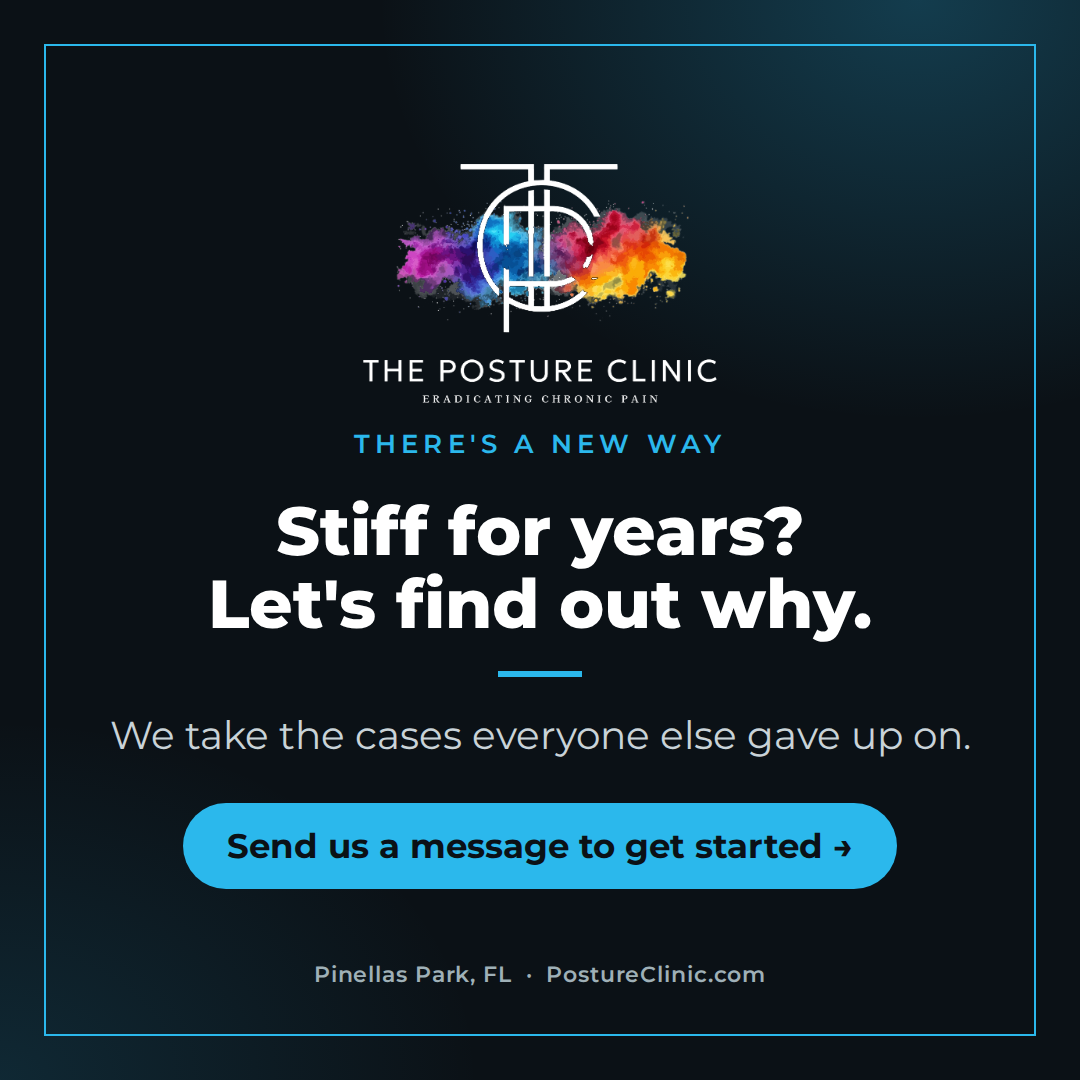 THE POSTURE CLINIC
ERADICATING CHRONIC PAIN
THERE'S A NEW WAY
Stiff for years?
Let's find out why.
We take the cases everyone else gave up on.
Send us a message to get started →
Pinellas Park, FL · PostureClinic.com